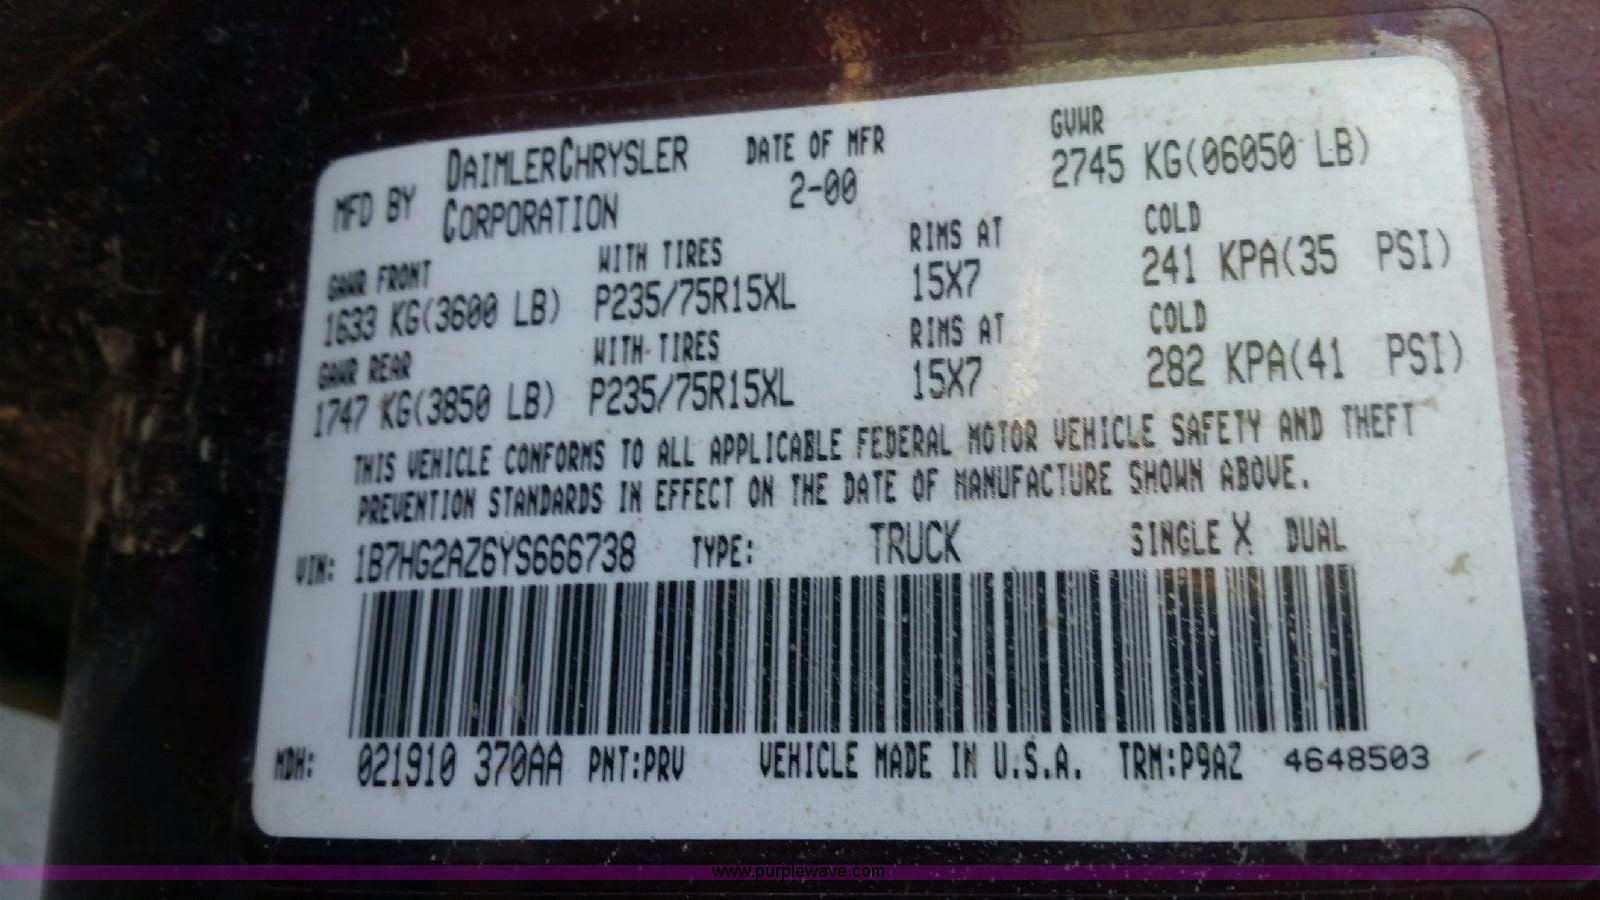 MFD BY DAIMLERCHRYSLER CORPORATION
DATE OF MFR
2-00
GVWR
2745 KG(06050 LB)
GAWR FRONT WITH TIRES RIMS AT COLD
1633 KG(3600 LB) P235/75R15XL 15X7 241 KPA(35 PSI)
GAWR REAR WITH TIRES RIMS AT COLD
1747 KG(3850 LB) P235/75R15XL 15X7 282 KPA(41 PSI)
THIS VEHICLE CONFORMS TO ALL APPLICABLE FEDERAL MOTOR VEHICLE SAFETY AND THEFT
PREVENTION STANDARDS IN EFFECT ON THE DATE OF MANUFACTURE SHOWN ABOVE.
VIN: 1B7HG2AZ6YS666738 TYPE: TRUCK SINGLE X DUAL
MDH: 021910 370AA PNT:PRV VEHICLE MADE IN U.S.A. TRM:P9AZ 4648503
www.purplewave.com